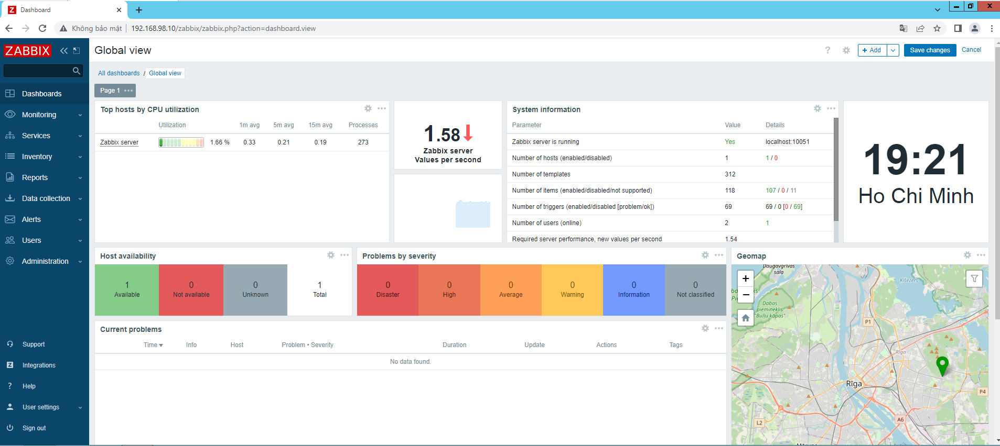 Dashboard
Không bảo mật
192.168.98.10/zabbix/zabbix.php?action=dashboard.view
ZABBIX
Global view
? + Add Save changes Cancel
All dashboards / Global view
Dashboards
Monitoring
Services
Inventory
Reports
Data collection
Alerts
Users
Administration
Support
Integrations
Help
User settings
Sign out
Page 1
Top hosts by CPU utilization
Utilization 1m avg 5m avg 15m avg Processes
Zabbix server 1.66 % 0.33 0.21 0.19 273
1.58
Zabbix server
Values per second
System information
Parameter Value Details
Zabbix server is running Yes localhost:10051
Number of hosts (enabled/disabled) 1 1 / 0
Number of templates 312
Number of items (enabled/disabled/not supported) 118 107 / 0 / 11
Number of triggers (enabled/disabled [problem/ok]) 69 69 / 0 [0 / 69]
Number of users (online) 2 1
Required server performance, new values per second 1.54
19:21
Ho Chi Minh
Host availability
1 Available
0 Not available
0 Unknown
1 Total
Problems by severity
0 Disaster
0 High
0 Average
0 Warning
0 Information
0 Not classified
Current problems
Time Info Host Problem • Severity Duration Update Actions Tags
No data found.
Geomap
+
−
Daugavgrīvas
sala
Ķīšezers
Dabas
piemineklis
"Buļļu kāpas"
P1
Rīga
Rīga
P4
L2
A6